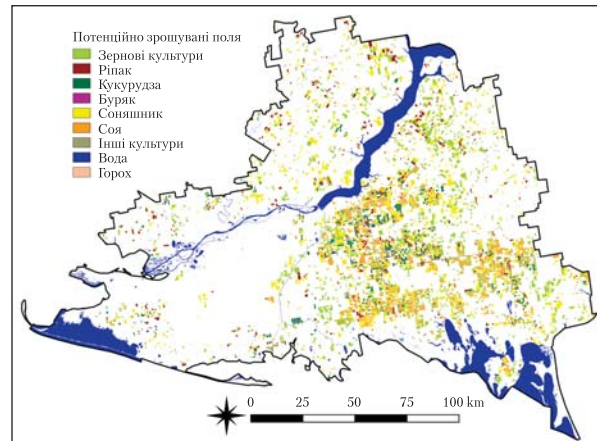 Потенційно зрошувані поля
Зернові культури
Ріпак
Кукурудза
Буряк
Соняшник
Соя
Інші культури
Вода
Горох
0 25 50 75 100 km